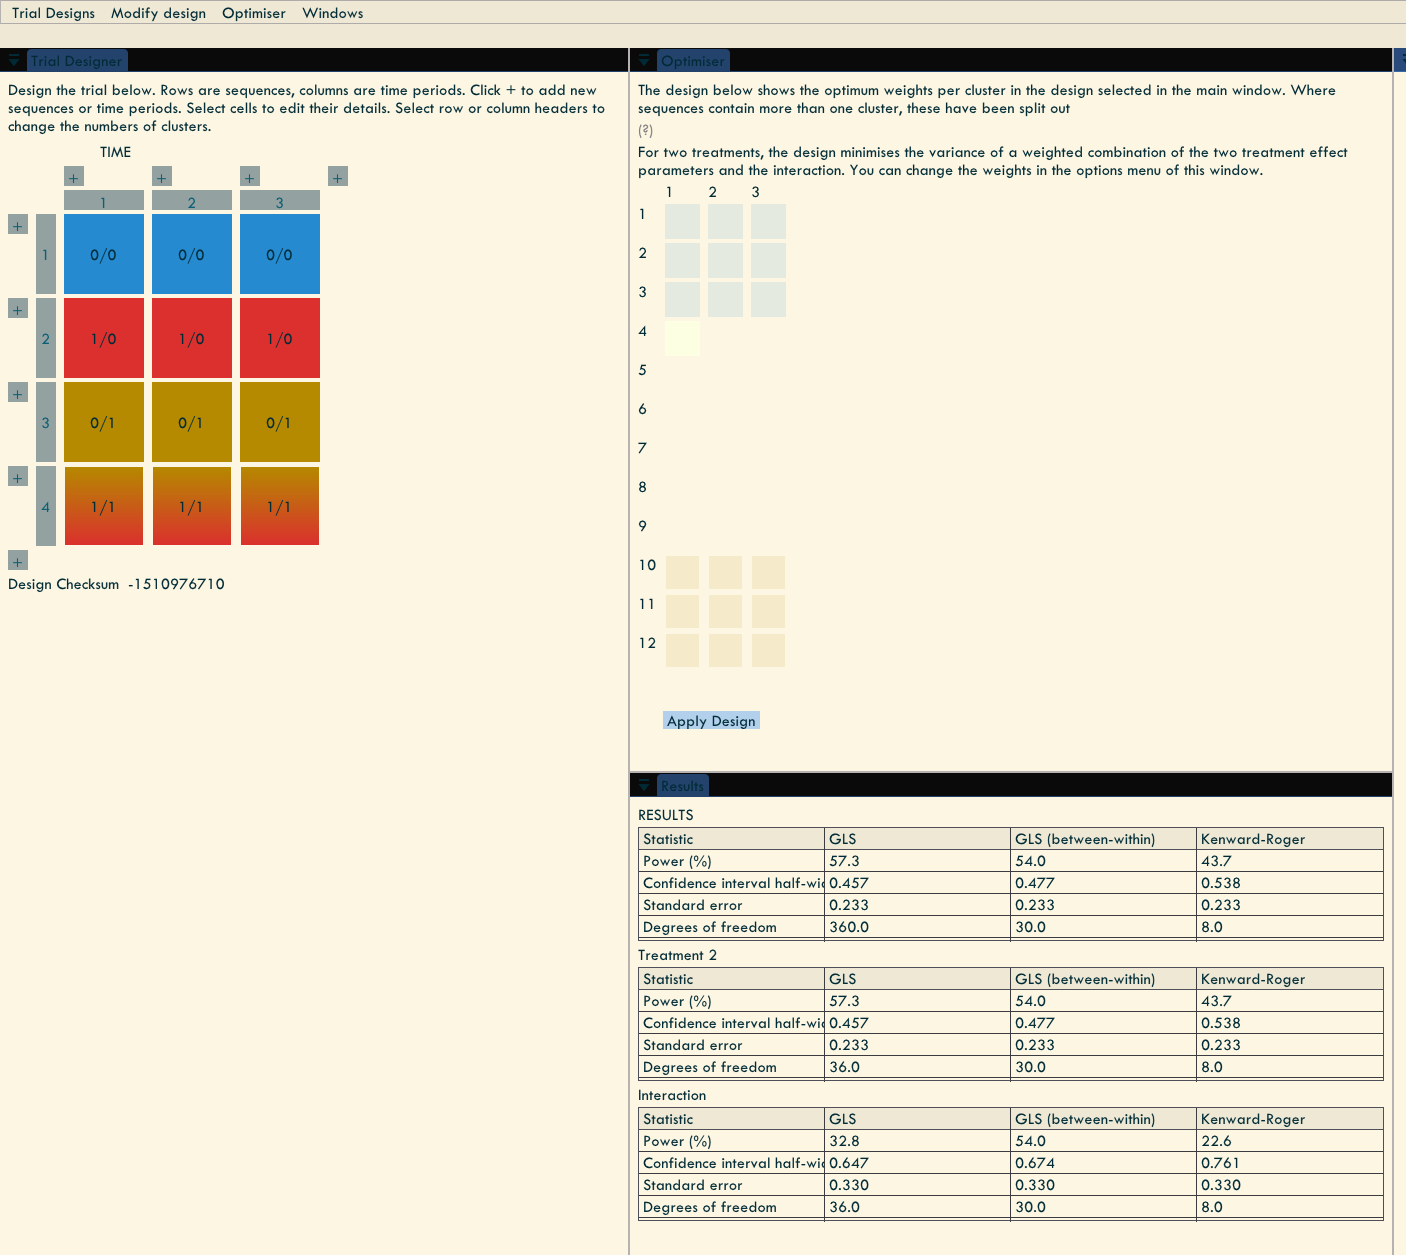 Trial Designs Modify design Optimiser Windows
Trial Designer
Design the trial below. Rows are sequences, columns are time periods. Click + to add new
sequences or time periods. Select cells to edit their details. Select row or column headers to
change the numbers of clusters.
TIME
+ + + +
1 2 3
+ 1 0/0 0/0 0/0
+ 2 1/0 1/0 1/0
+ 3 0/1 0/1 0/1
+ 4 1/1 1/1 1/1
+
Design Checksum -1510976710
Optimiser
The design below shows the optimum weights per cluster in the design selected in the main window. Where
sequences contain more than one cluster, these have been split out
(?)
For two treatments, the design minimises the variance of a weighted combination of the two treatment effect
parameters and the interaction. You can change the weights in the options menu of this window.
1 2 3
1
2
3
4
5
6
7
8
9
10
11
12
Apply Design
Results
RESULTS
Statistic GLS GLS (between-within) Kenward-Roger
Power (%) 57.3 54.0 43.7
Confidence interval half-wid 0.457 0.477 0.538
Standard error 0.233 0.233 0.233
Degrees of freedom 360.0 30.0 8.0
Treatment 2
Statistic GLS GLS (between-within) Kenward-Roger
Power (%) 57.3 54.0 43.7
Confidence interval half-wid 0.457 0.477 0.538
Standard error 0.233 0.233 0.233
Degrees of freedom 36.0 30.0 8.0
Interaction
Statistic GLS GLS (between-within) Kenward-Roger
Power (%) 32.8 54.0 22.6
Confidence interval half-wid 0.647 0.674 0.761
Standard error 0.330 0.330 0.330
Degrees of freedom 36.0 30.0 8.0